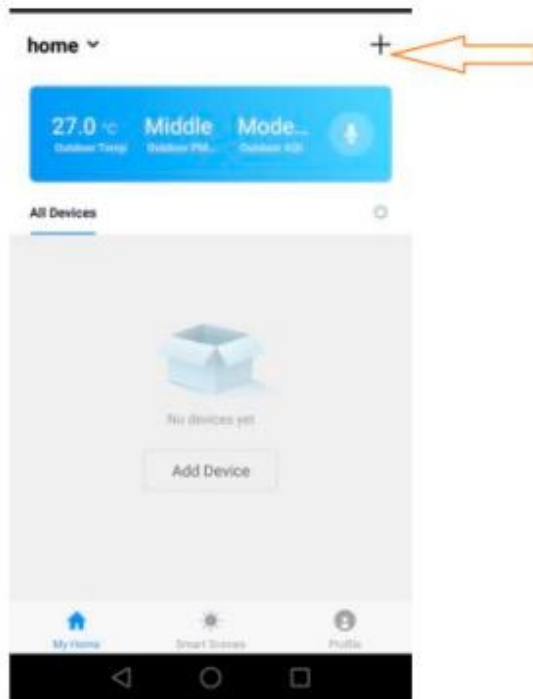 home
27.0 °C Middle Mode...
Outdoor Temp Outdoor PM... Outdoor AQI
All Devices
No devices yet
Add Device
My Home Smart Scenes Profile